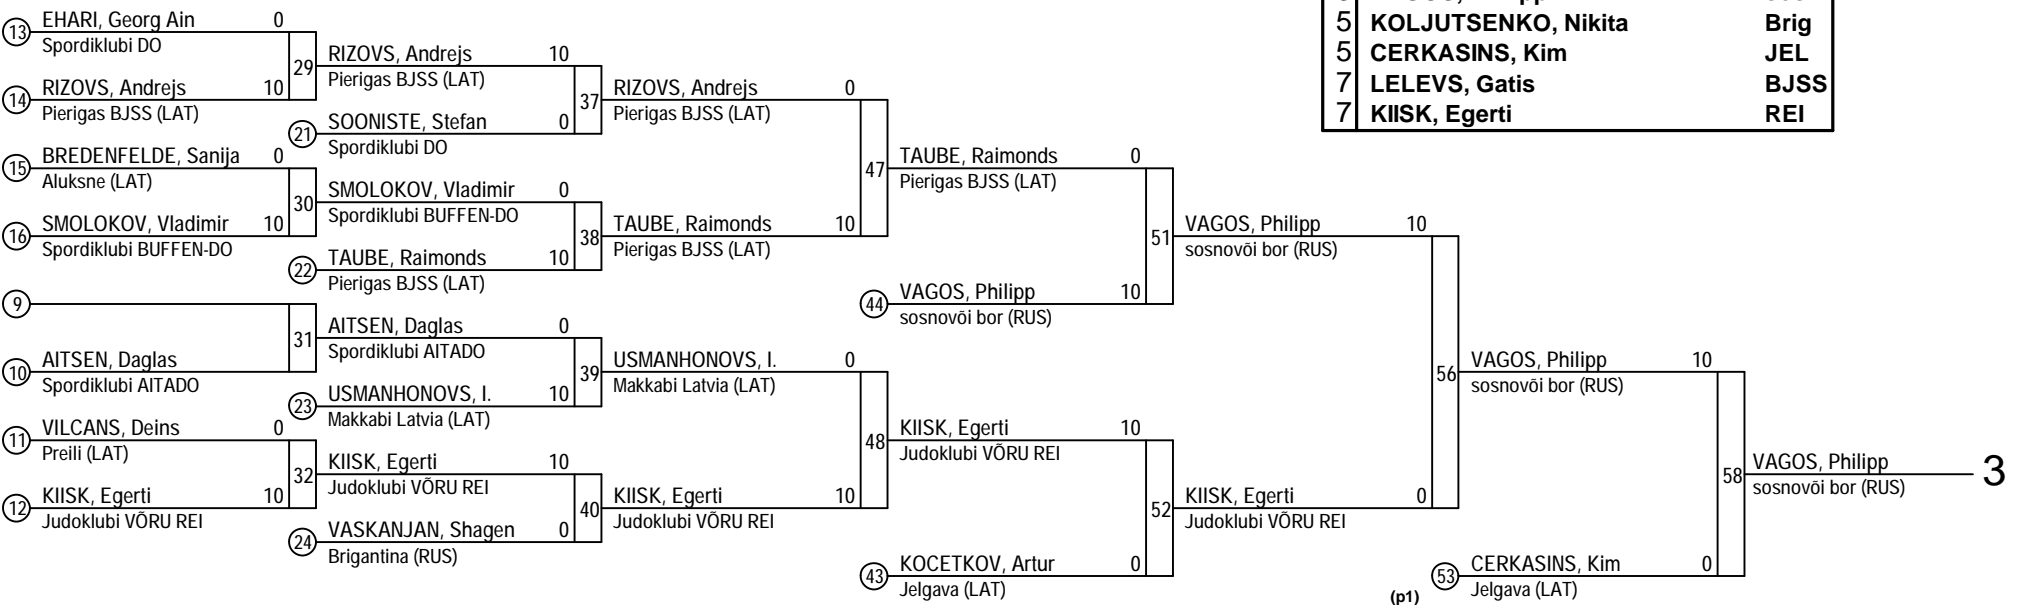 5 KOLJUTSENKO, Nikita Brig
5 CERKASINS, Kim JEL
7 LELEVS, Gatis BJSS
7 KIISK, Egerti REI
13 EHARI, Georg Ain 0
Spordiklubi DO
29
14 RIZOVS, Andrejs 10
Pierigas BJSS (LAT)
15 BREDENFELDE, Sanija 0
Aluksne (LAT)
30
16 SMOLOKOV, Vladimir 10
Spordiklubi BUFFEN-DO
9
31
10 AITSEN, Daglas
Spordiklubi AITADO
11 VILCANS, Deins 0
Preili (LAT)
32
12 KIISK, Egerti 10
Judoklubi VÕRU REI
RIZOVS, Andrejs 10
Pierigas BJSS (LAT)
37
21 SOONISTE, Stefan 0
Spordiklubi DO
SMOLOKOV, Vladimir 0
Spordiklubi BUFFEN-DO
38
22 TAUBE, Raimonds 10
Pierigas BJSS (LAT)
AITSEN, Daglas 0
Spordiklubi AITADO
39
23 USMANHONOVS, I. 10
Makkabi Latvia (LAT)
KIISK, Egerti 10
Judoklubi VÕRU REI
40
24 VASKANJAN, Shagen 0
Brigantina (RUS)
RIZOVS, Andrejs 0
Pierigas BJSS (LAT)
47
TAUBE, Raimonds 10
Pierigas BJSS (LAT)
USMANHONOVS, I. 0
Makkabi Latvia (LAT)
48
KIISK, Egerti 10
Judoklubi VÕRU REI
TAUBE, Raimonds 0
Pierigas BJSS (LAT)
51
44 VAGOS, Philipp 10
sosnovõi bor (RUS)
KIISK, Egerti 10
Judoklubi VÕRU REI
52
43 KOCETKOV, Artur 0
Jelgava (LAT)
VAGOS, Philipp 10
sosnovõi bor (RUS)
56
KIISK, Egerti 0
Judoklubi VÕRU REI
VAGOS, Philipp 10
sosnovõi bor (RUS)
58
53 CERKASINS, Kim 0
Jelgava (LAT)
VAGOS, Philipp
sosnovõi bor (RUS)
3
(p1)